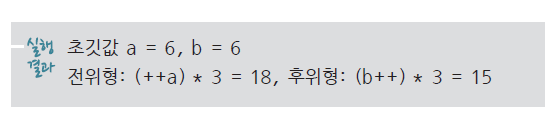 실행
결과
초깃값 a = 6, b = 6
전위형: (++a) * 3 = 18, 후위형: (b++) * 3 = 15